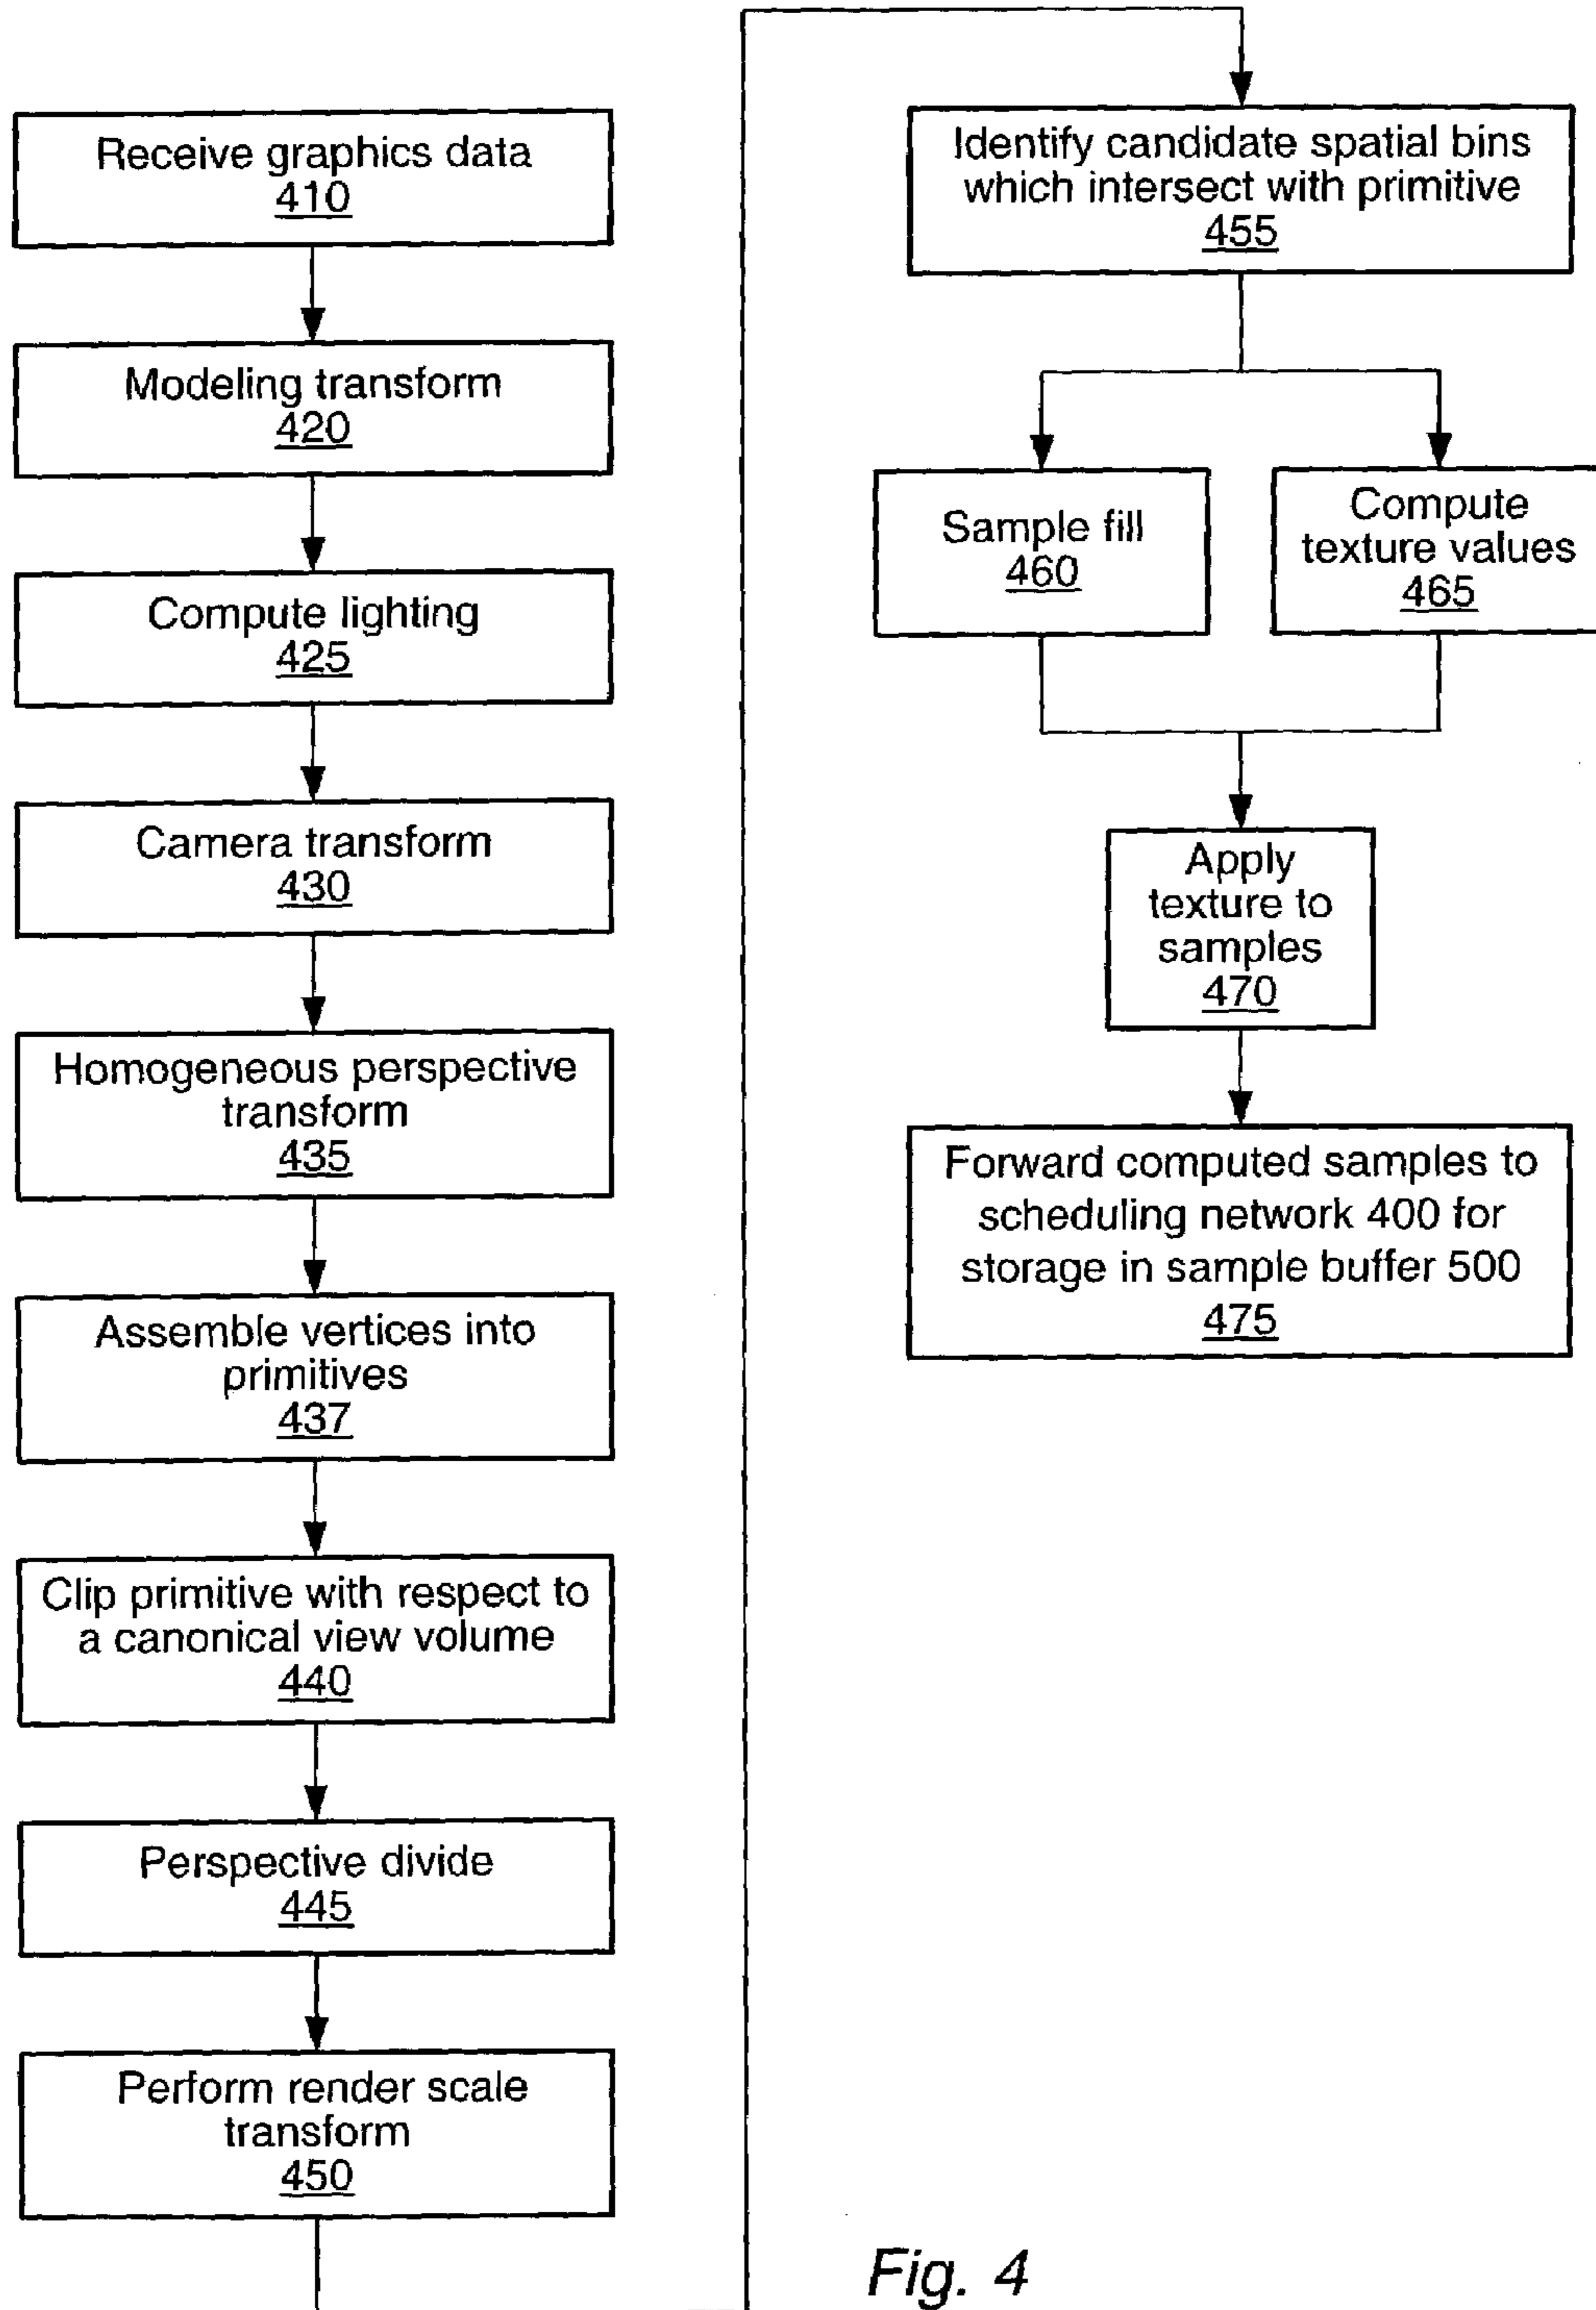 Receive graphics data
410
Modeling transform
420
Compute lighting
425
Camera transform
430
Homogeneous perspective
transform
435
Assemble vertices into
primitives
437
Clip primitive with respect to
a canonical view volume
440
Perspective divide
445
Perform render scale
transform
450
Identify candidate spatial bins
which intersect with primitive
455
Sample fill
460
Compute
texture values
465
Apply
texture to
samples
470
Forward computed samples to
scheduling network 400 for
storage in sample buffer 500
475
Fig. 4